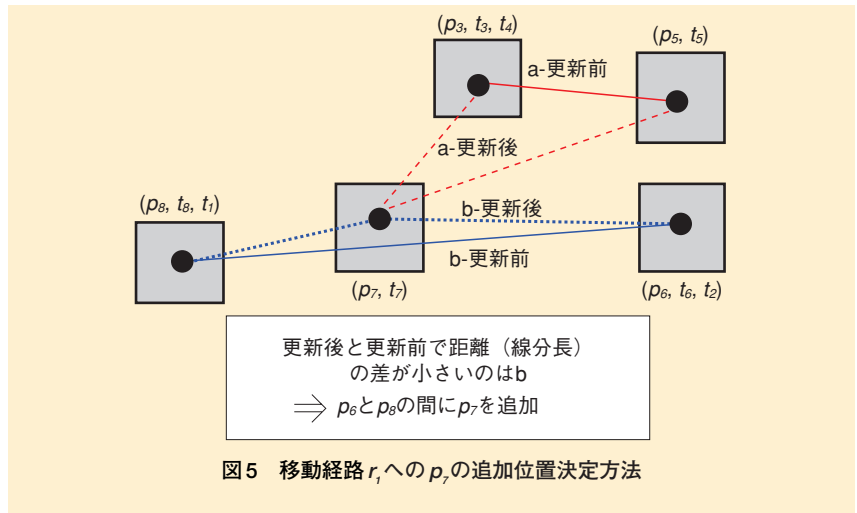 (p3, t3, t4)
(p5, t5)
a-更新前
a-更新後
(p8, t8, t1)
b-更新後
b-更新前
(p7, t7)
(p6, t6, t2)
更新後と更新前で距離（線分長）
の差が小さいのはb
⇒ p6とp8の間にp7を追加
図5 移動経路r1へのp7の追加位置決定方法